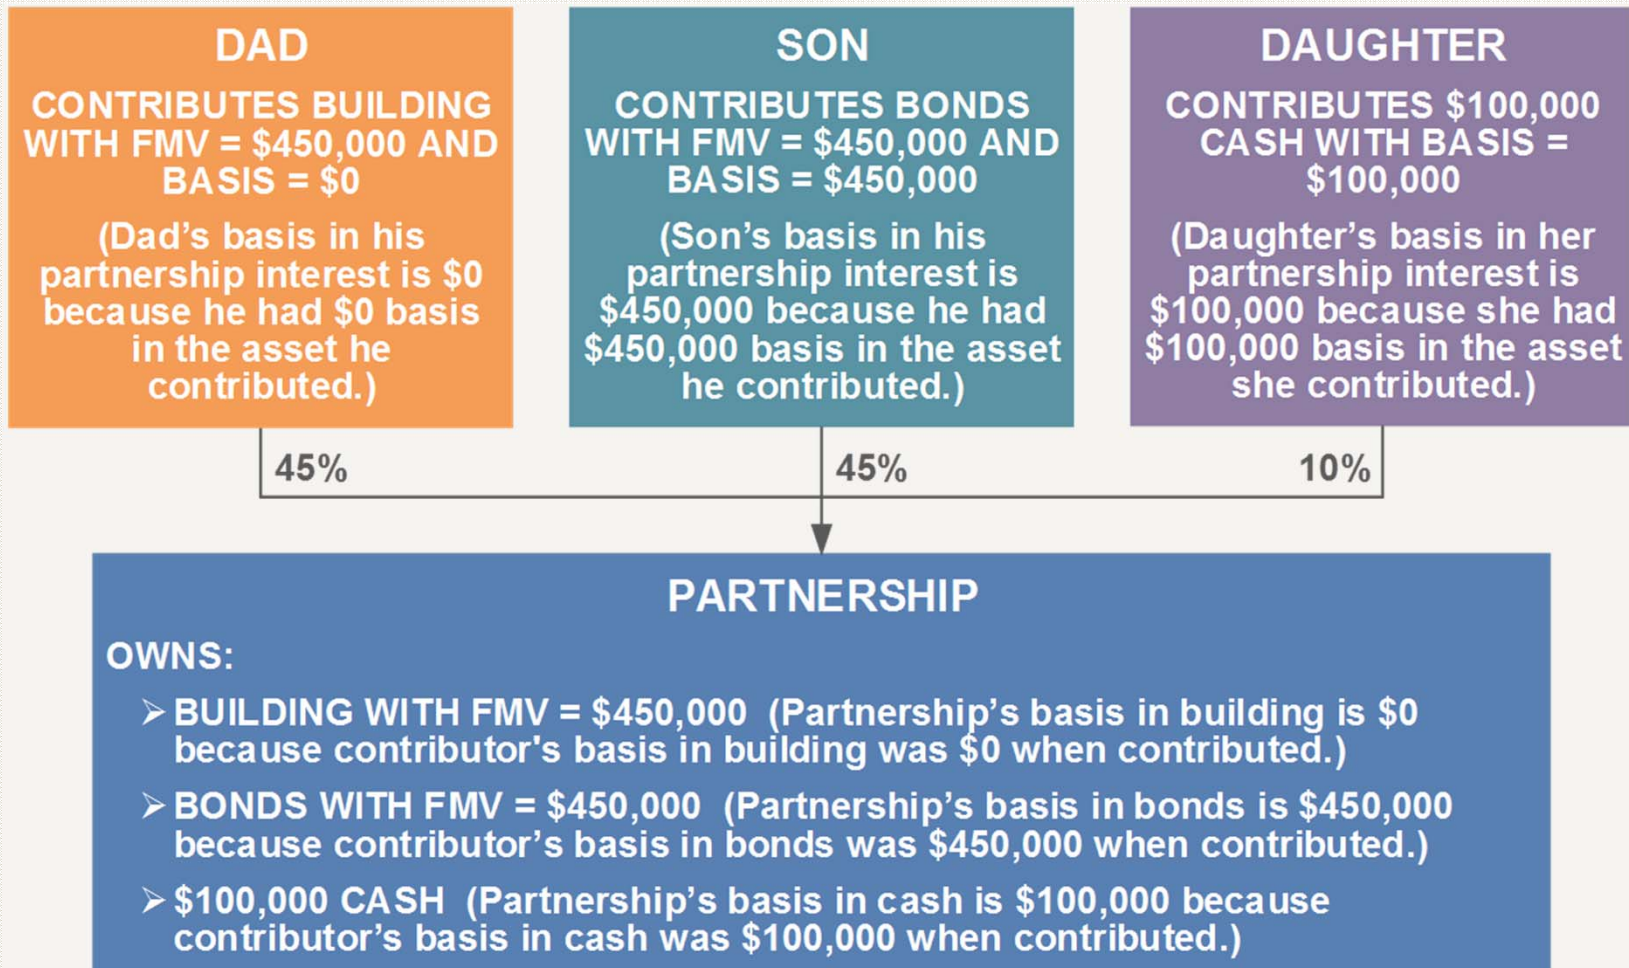 DAD
CONTRIBUTES BUILDING
WITH FMV = $450,000 AND
BASIS = $0
(Dad’s basis in his
partnership interest is $0
because he had $0 basis
in the asset he
contributed.)
SON
CONTRIBUTES BONDS
WITH FMV = $450,000 AND
BASIS = $450,000
(Son’s basis in his
partnership interest is
$450,000 because he had
$450,000 basis in the asset
he contributed.)
DAUGHTER
CONTRIBUTES $100,000
CASH WITH BASIS =
$100,000
(Daughter’s basis in her
partnership interest is
$100,000 because she had
$100,000 basis in the asset
she contributed.)
45%
45%
10%
PARTNERSHIP
OWNS:
➢ BUILDING WITH FMV = $450,000 (Partnership’s basis in building is $0
because contributor's basis in building was $0 when contributed.)
➢ BONDS WITH FMV = $450,000 (Partnership’s basis in bonds is $450,000
because contributor’s basis in bonds was $450,000 when contributed.)
➢ $100,000 CASH (Partnership’s basis in cash is $100,000 because
contributor’s basis in cash was $100,000 when contributed.)